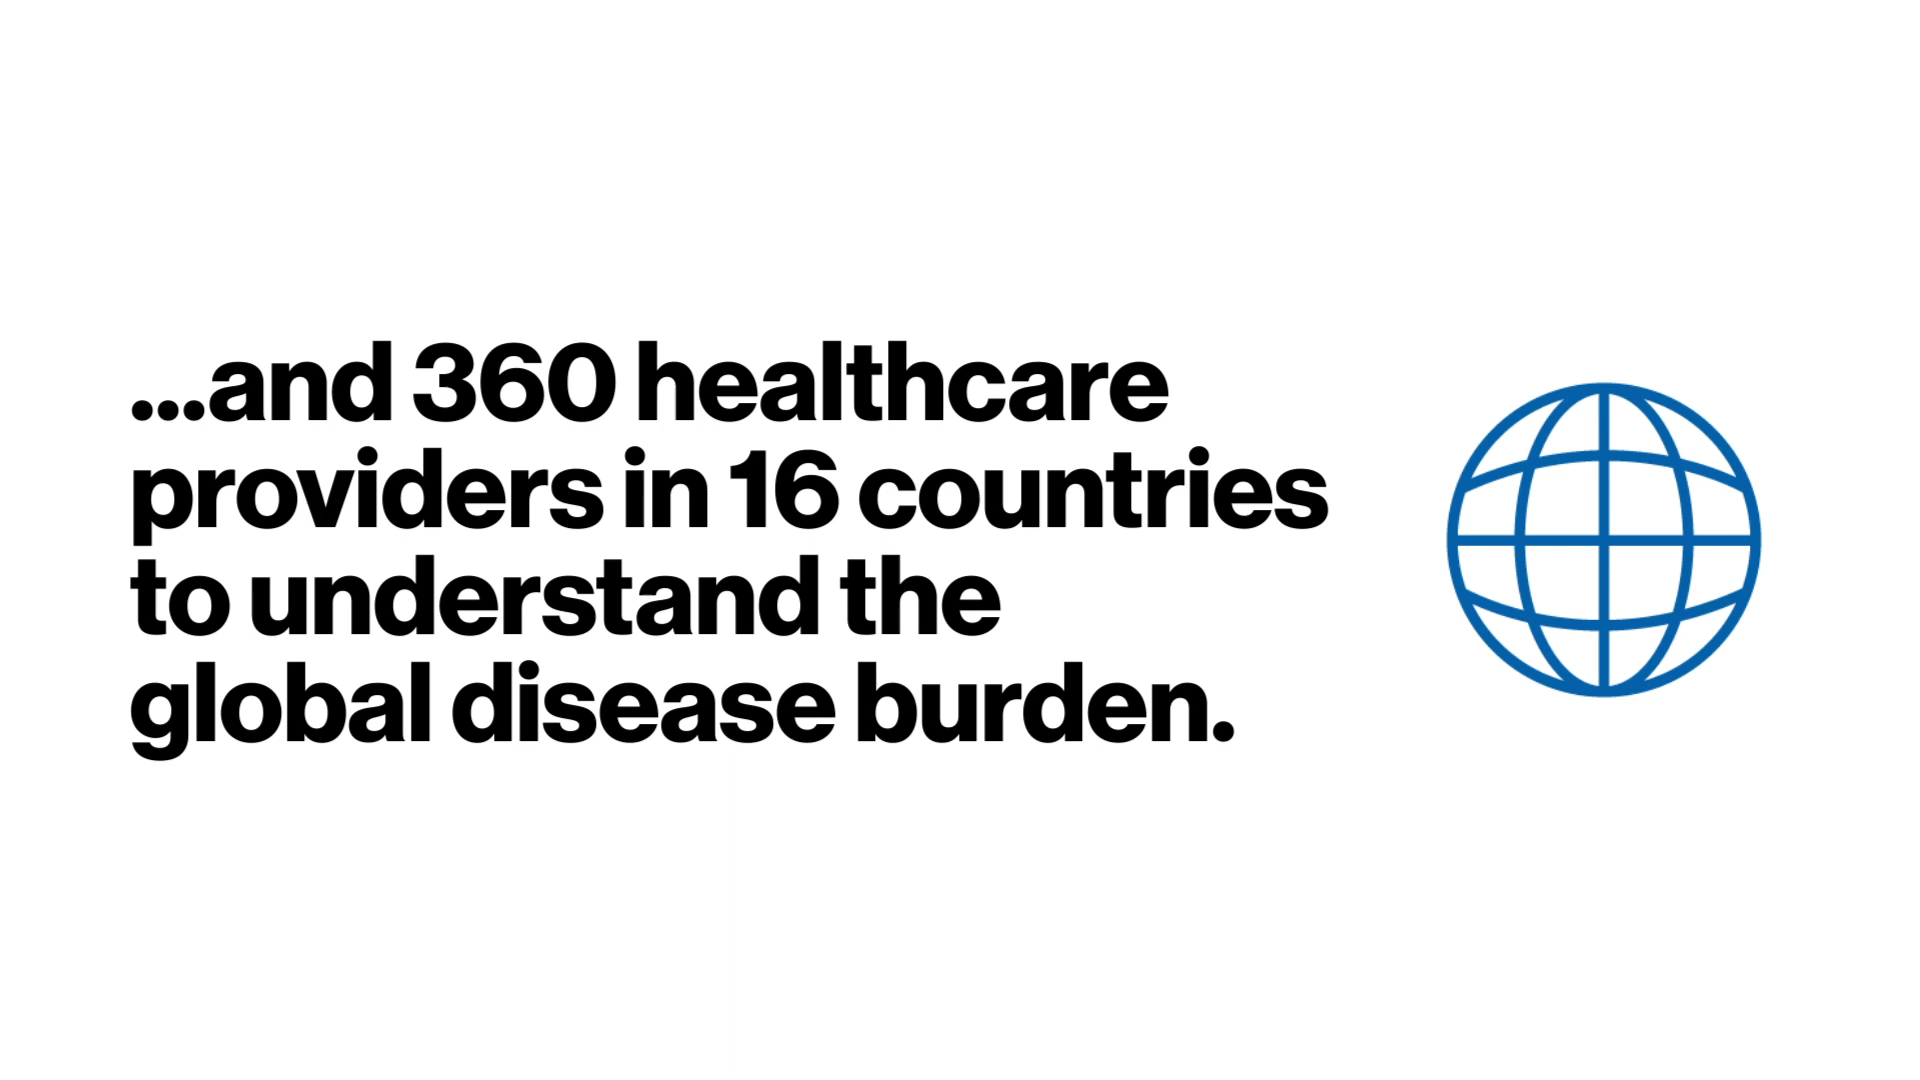 ...and 360 healthcare
providers in 16 countries
to understand the
global disease burden.